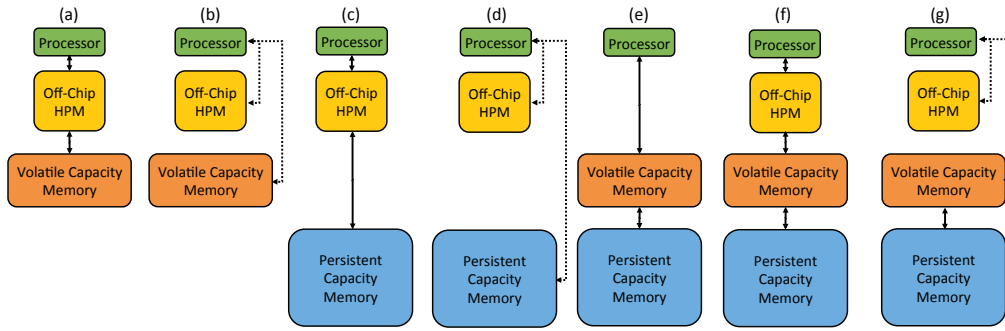 (a)
(b)
(c)
(d)
(e)
(f)
(g)
Processor
Processor
Processor
Processor
Processor
Processor
Processor
Off-Chip
HPM
Off-Chip
HPM
Off-Chip
HPM
Off-Chip
HPM
Off-Chip
HPM
Off-Chip
HPM
Volatile Capacity
Memory
Volatile Capacity
Memory
Volatile Capacity
Memory
Volatile Capacity
Memory
Volatile Capacity
Memory
Persistent
Capacity
Memory
Persistent
Capacity
Memory
Persistent
Capacity
Memory
Persistent
Capacity
Memory
Persistent
Capacity
Memory